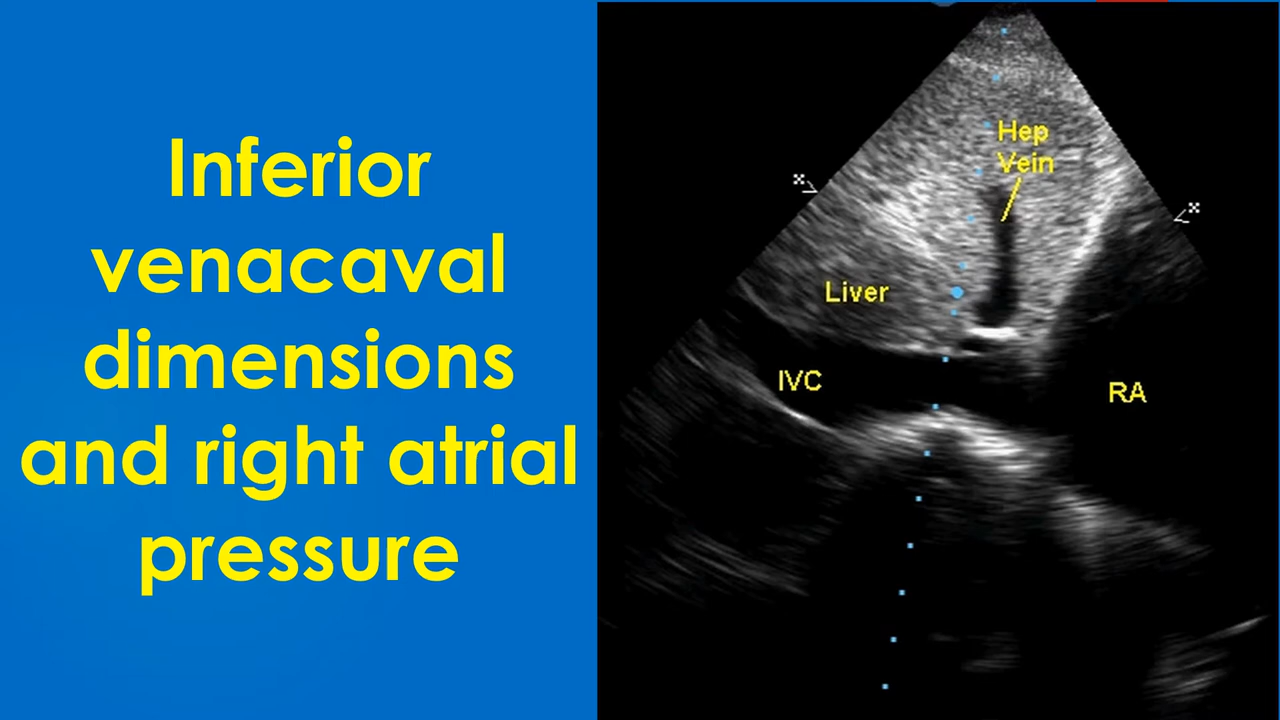 Inferior
venacaval
dimensions
and right atrial
pressure
Hep
Vein
Liver
IVC
RA
x
x